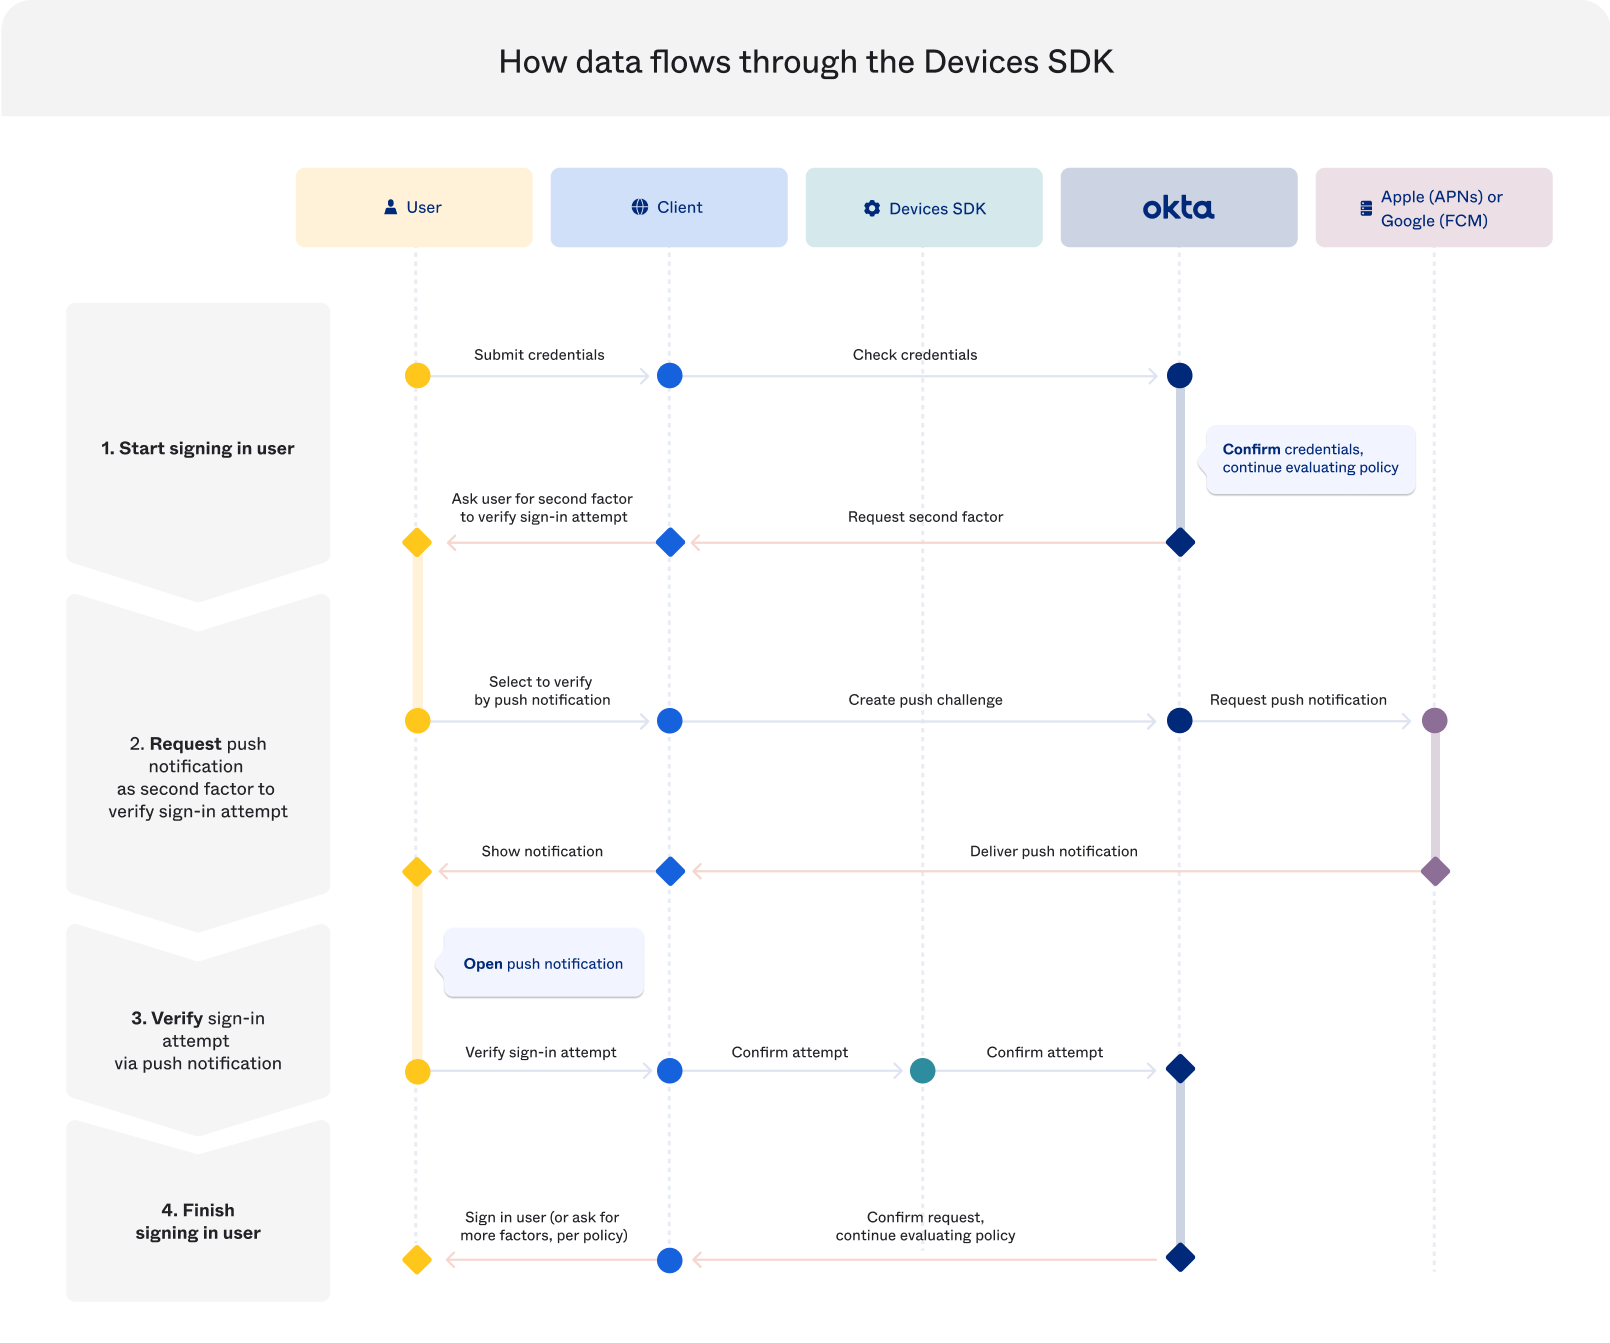 How data flows through the Devices SDK
User
Client
Devices SDK
okta
Apple (APNs) or
Google (FCM)
1. Start signing in user
Submit credentials
Check credentials
Confirm credentials,
continue evaluating policy
Ask user for second factor
to verify sign-in attempt
Request second factor
2. Request push
notification
as second factor to
verify sign-in attempt
Select to verify
by push notification
Create push challenge
Request push notification
Show notification
Deliver push notification
Open push notification
3. Verify sign-in
attempt
via push notification
Verify sign-in attempt
Confirm attempt
Confirm attempt
4. Finish
signing in user
Sign in user (or ask for
more factors, per policy)
Confirm request,
continue evaluating policy